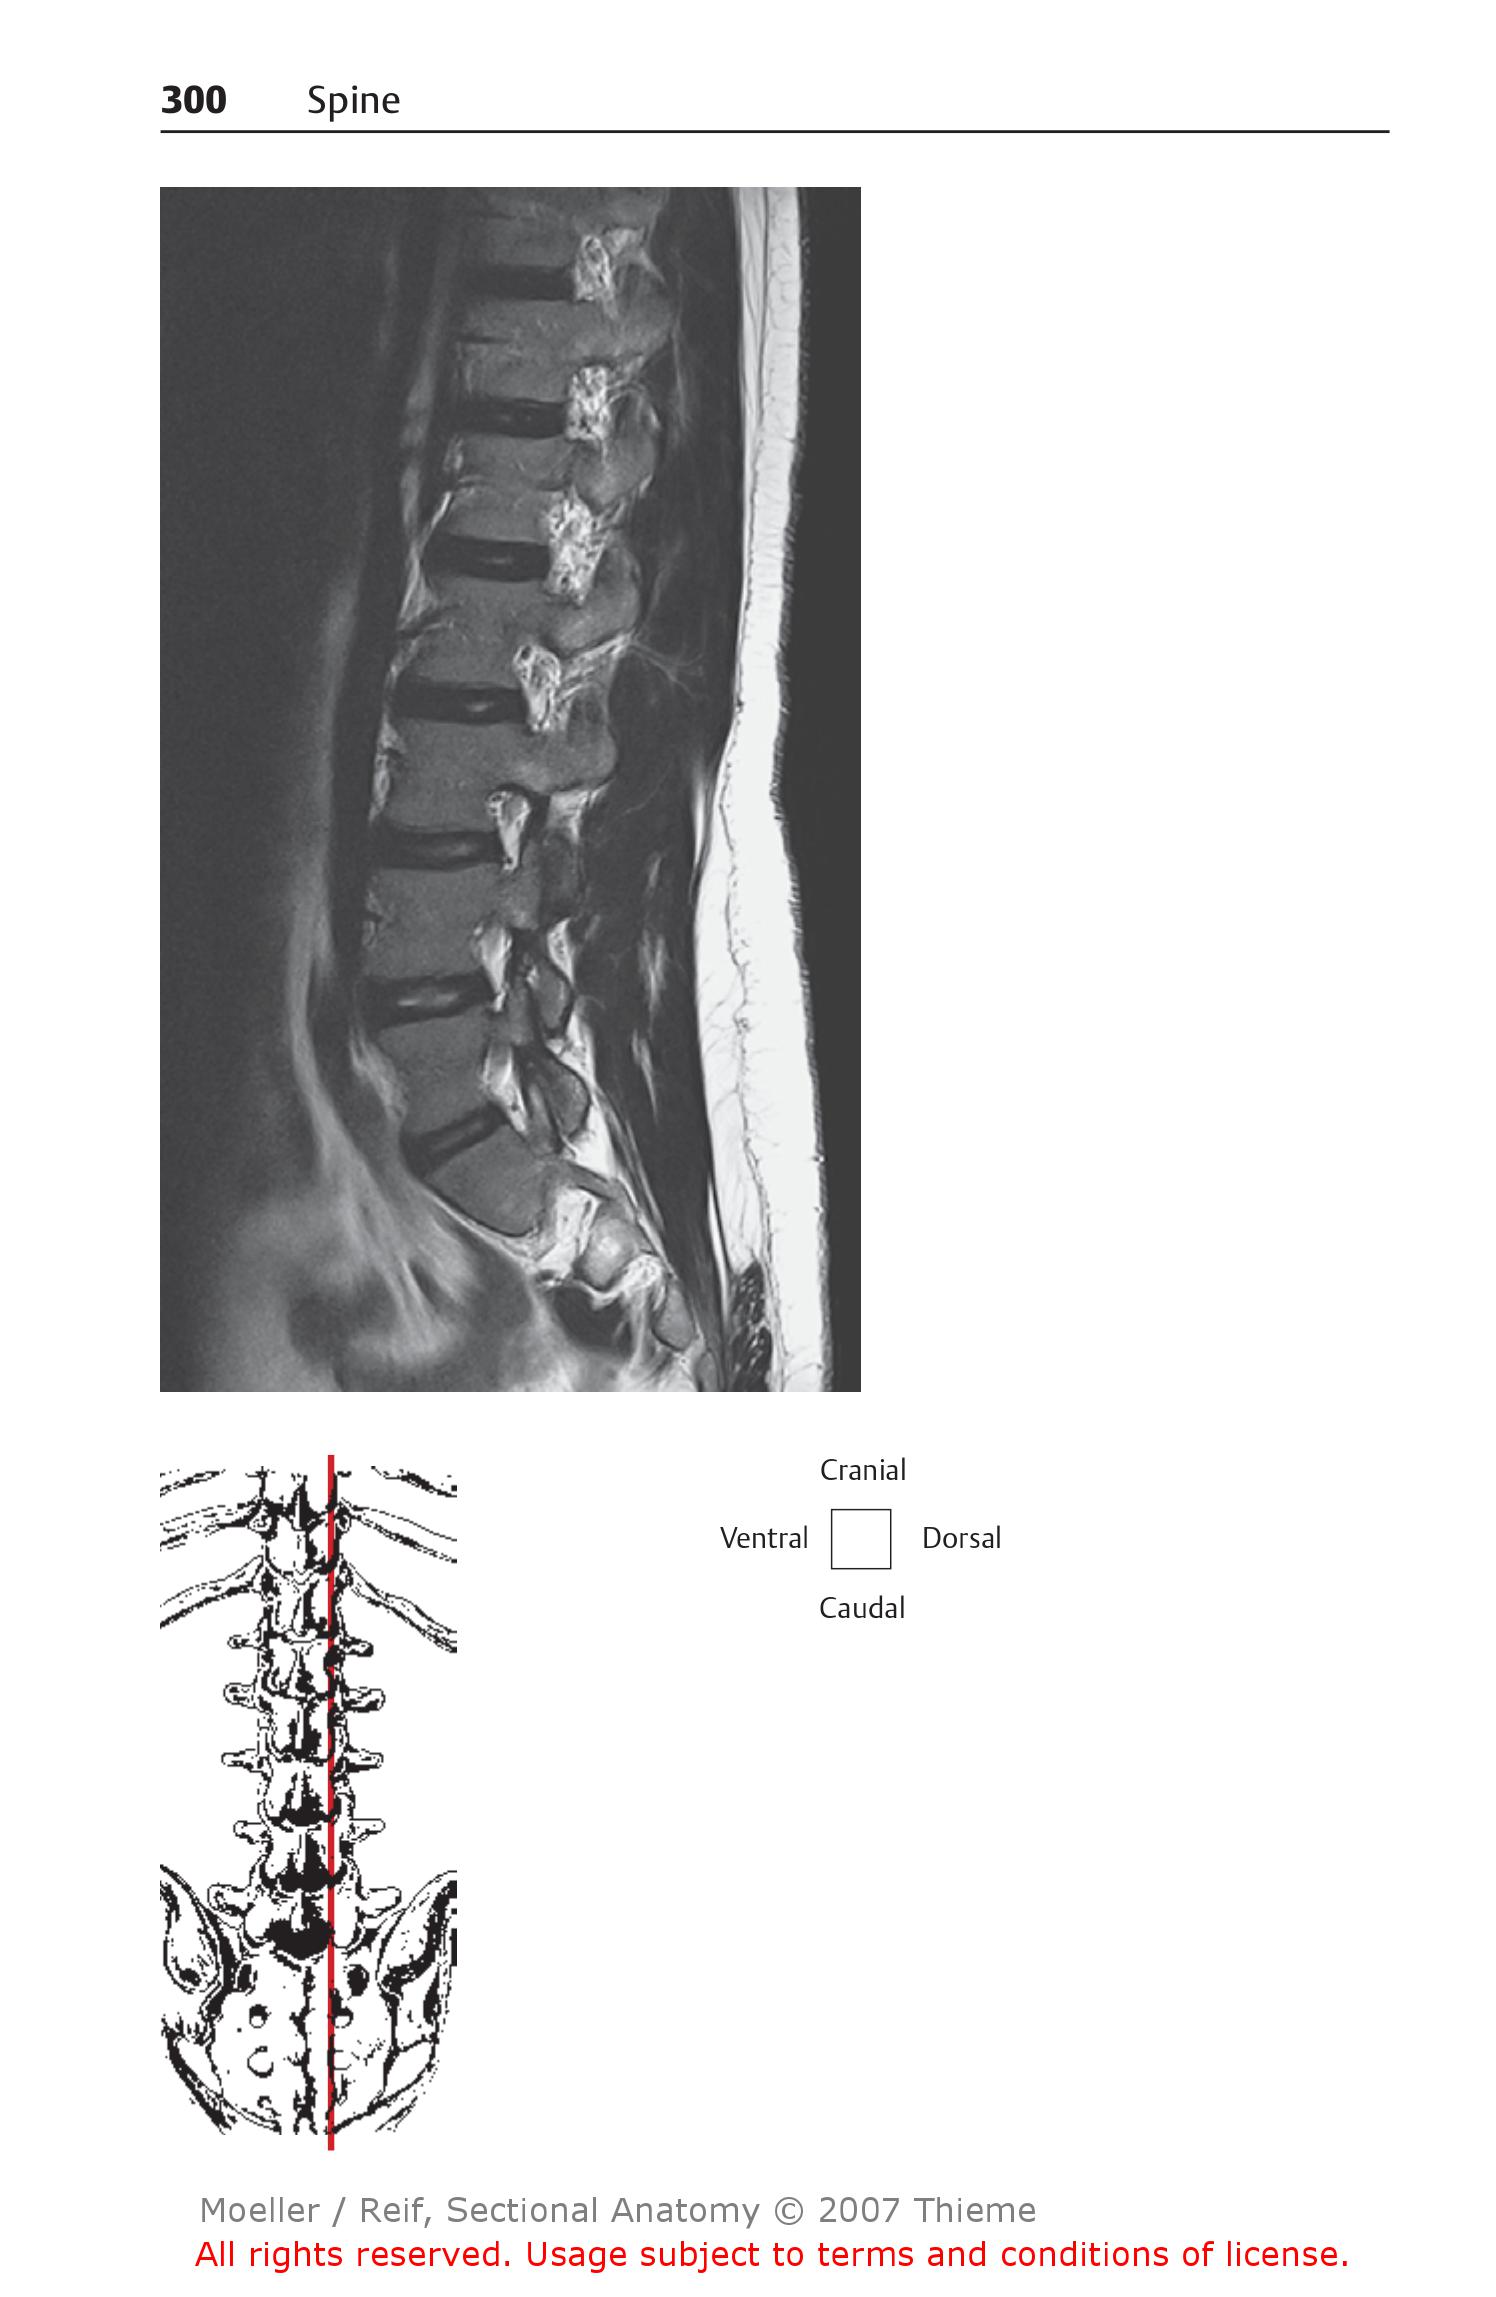 300 Spine
Cranial
Ventral Dorsal
Caudal
Moeller / Reif, Sectional Anatomy © 2007 Thieme
All rights reserved. Usage subject to terms and conditions of license.